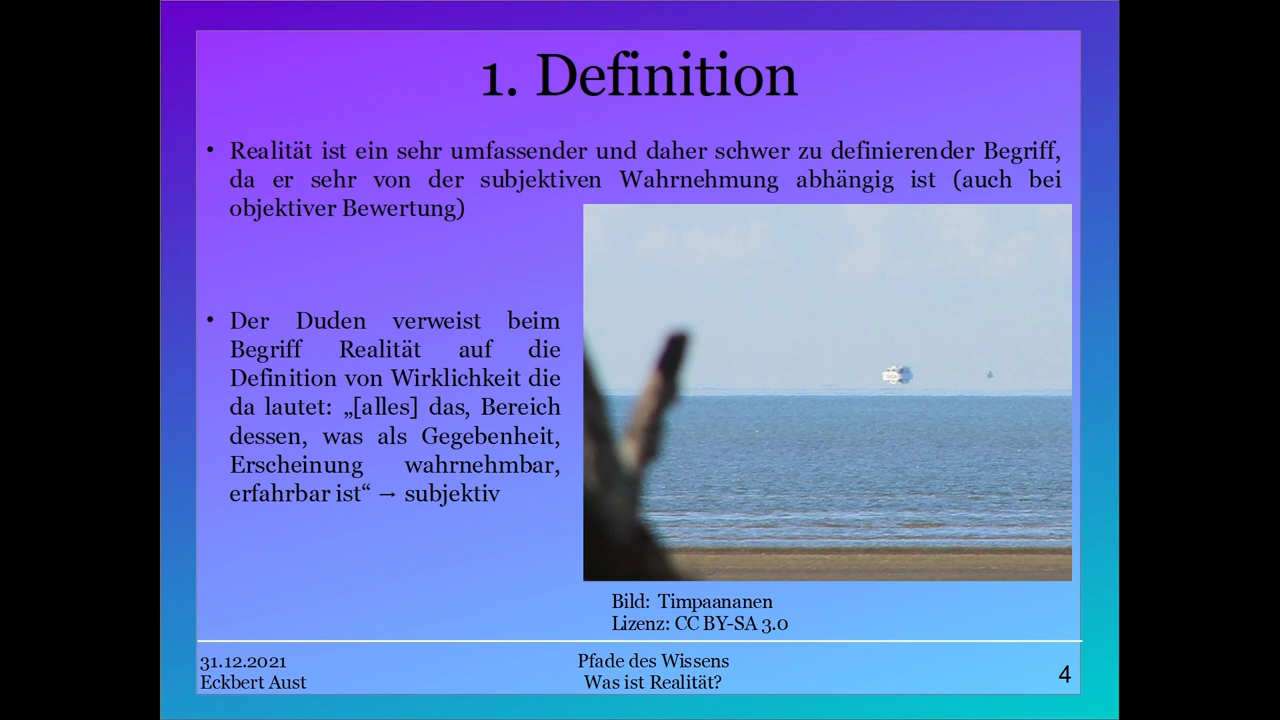 1. Definition
• Realität ist ein sehr umfassender und daher schwer zu definierender Begriff,
da er sehr von der subjektiven Wahrnehmung abhängig ist (auch bei
objektiver Bewertung)
• Der Duden verweist beim
Begriff Realität auf die
Definition von Wirklichkeit die
da lautet: „[alles] das, Bereich
dessen, was als Gegebenheit,
Erscheinung wahrnehmbar,
erfahrbar ist“ → subjektiv
Bild: Timpaananen
Lizenz: CC BY-SA 3.0
31.12.2021
Eckbert Aust
Pfade des Wissens
Was ist Realität?
4